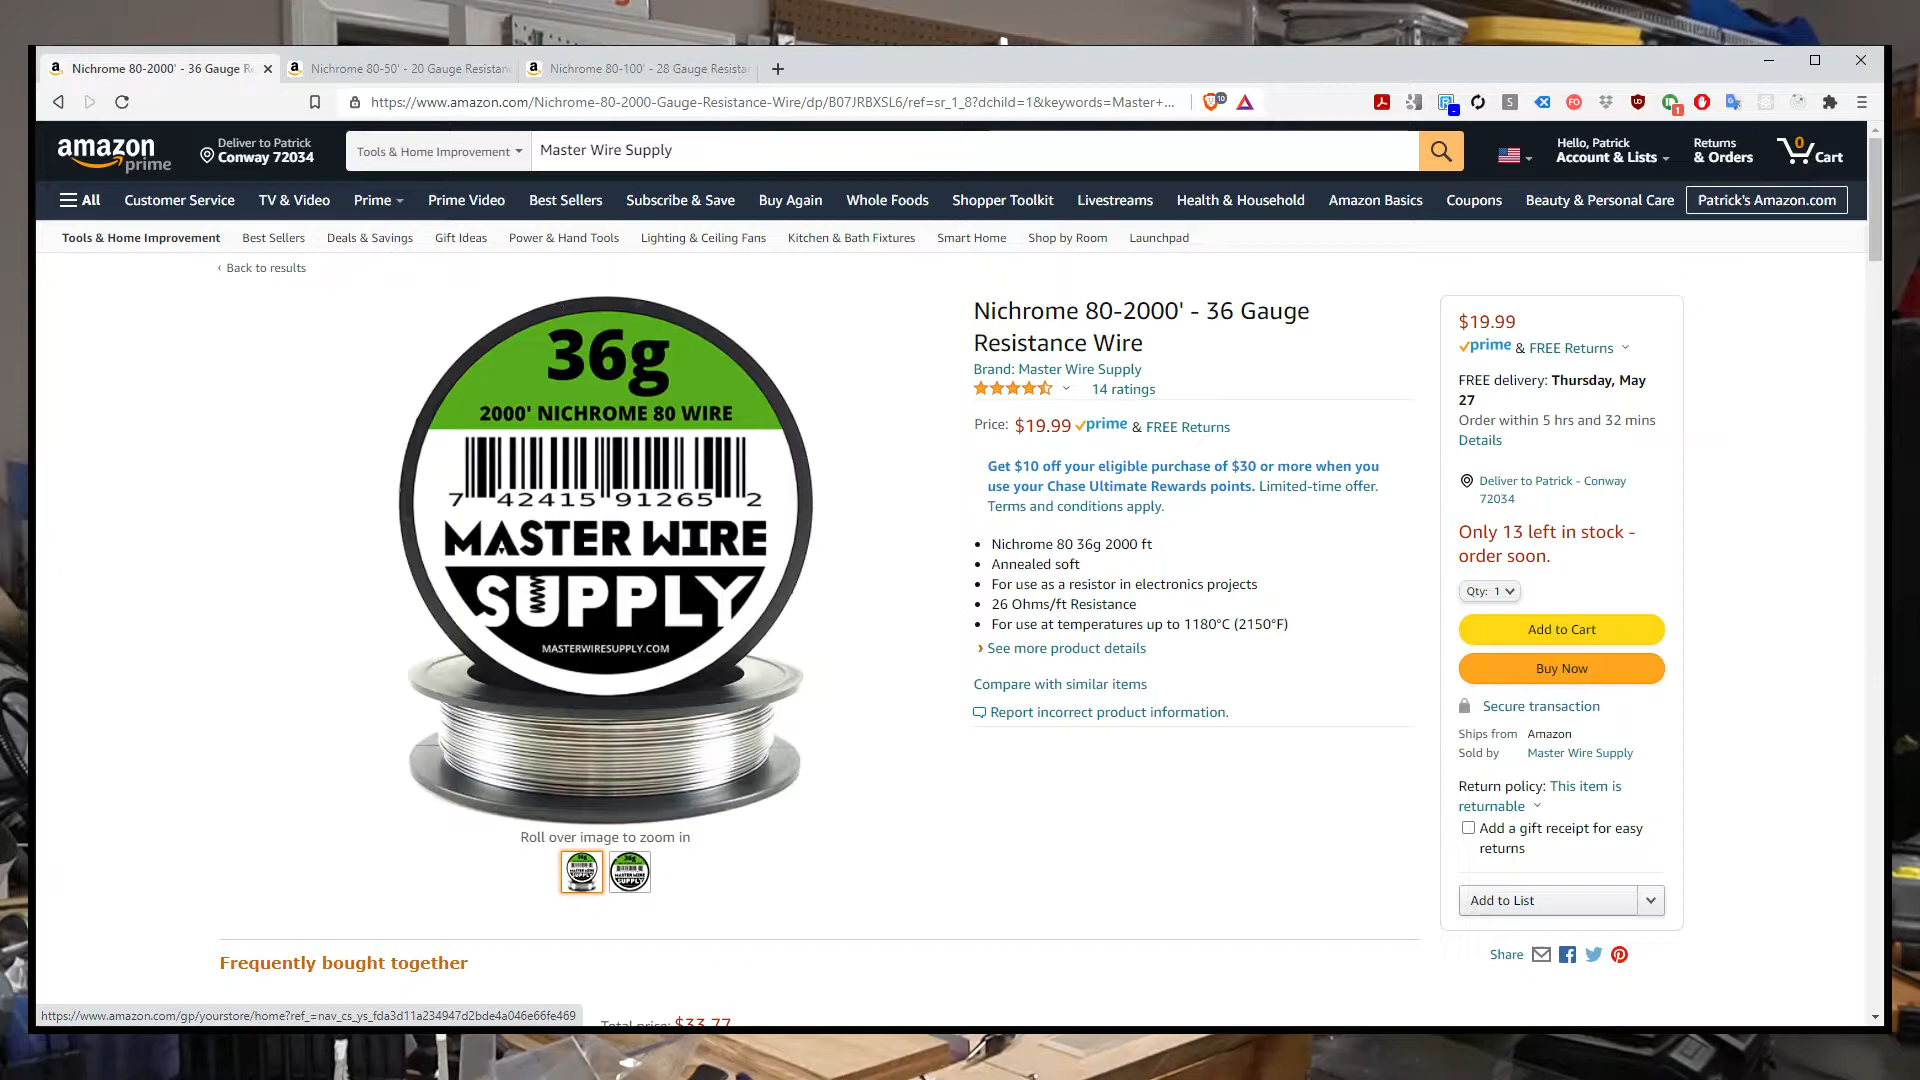 Nichrome 80-2000' - 36 Gauge R
Nichrome 80-50' - 20 Gauge Resistan
Nichrome 80-100' - 28 Gauge Resista
https://www.amazon.com/Nichrome-80-2000-Gauge-Resistance-Wire/dp/B07JRBXSL6/ref=sr_1_8?dchild=1&keywords=Master+...
10
S
FO
1
amazon
prime
Deliver to Patrick
Conway 72034
Tools & Home Improvement
Master Wire Supply
Hello, Patrick
Account & Lists
Returns
& Orders
0
Cart
All
Customer Service
TV & Video
Prime
Prime Video
Best Sellers
Subscribe & Save
Buy Again
Whole Foods
Shopper Toolkit
Livestreams
Health & Household
Amazon Basics
Coupons
Beauty & Personal Care
Patrick's Amazon.com
Tools & Home Improvement
Best Sellers
Deals & Savings
Gift Ideas
Power & Hand Tools
Lighting & Ceiling Fans
Kitchen & Bath Fixtures
Smart Home
Shop by Room
Launchpad
‹ Back to results
36g
2000' NICHROME 80 WIRE
7 42415 91265 2
MASTER WIRE
SUPPLY
MASTERWIRESUPPLY.COM
Roll over image to zoom in
Nichrome 80-2000' - 36 Gauge
Resistance Wire
Brand: Master Wire Supply
14 ratings
Price: $19.99 prime & FREE Returns
Get $10 off your eligible purchase of $30 or more when you
use your Chase Ultimate Rewards points. Limited-time offer.
Terms and conditions apply.
• Nichrome 80 36g 2000 ft
• Annealed soft
• For use as a resistor in electronics projects
• 26 Ohms/ft Resistance
• For use at temperatures up to 1180°C (2150°F)
› See more product details
Compare with similar items
Report incorrect product information.
$19.99
prime & FREE Returns
FREE delivery: Thursday, May
27
Order within 5 hrs and 32 mins
Details
Deliver to Patrick - Conway
72034
Only 13 left in stock -
order soon.
Qty: 1
Add to Cart
Buy Now
Secure transaction
Ships from Amazon
Sold by Master Wire Supply
Return policy: This item is
returnable
Add a gift receipt for easy
returns
Add to List
Share
Frequently bought together
Total price: $33.77
https://www.amazon.com/gp/yourstore/home?ref_=nav_cs_ys_fda3d11a234947d2bde4a046e66fe469